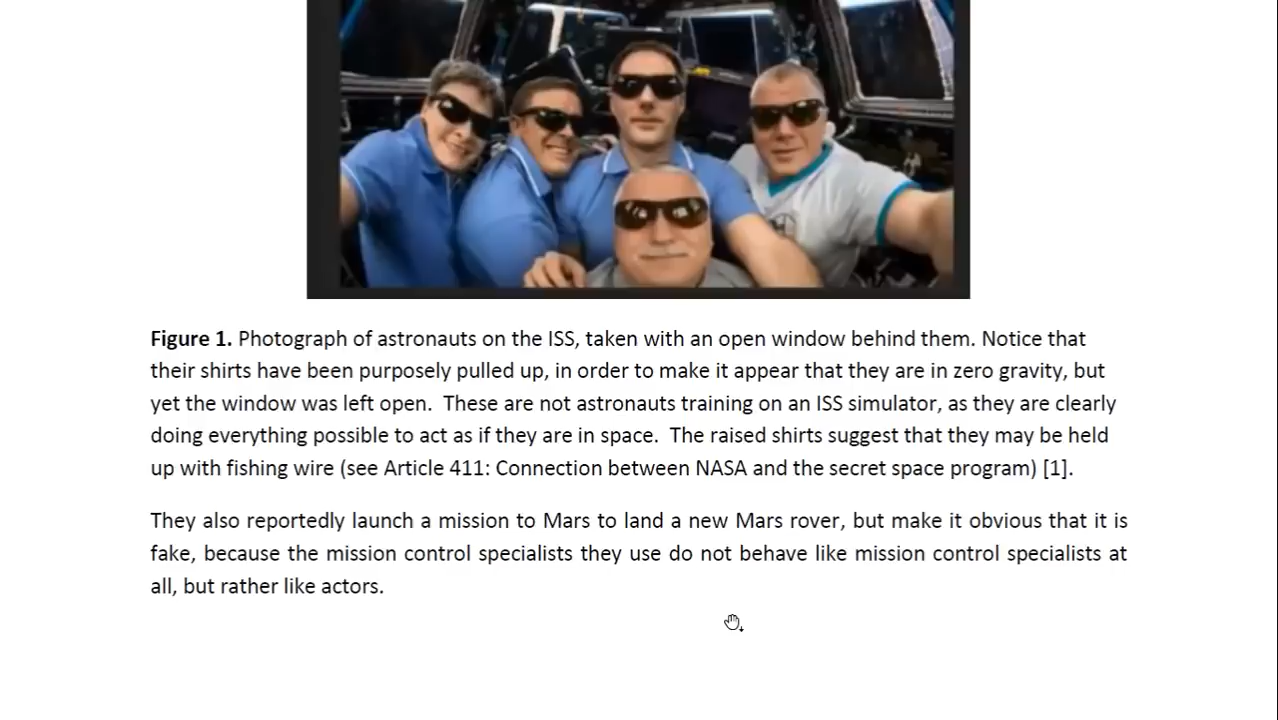 Figure 1. Photograph of astronauts on the ISS, taken with an open window behind them. Notice that
their shirts have been purposely pulled up, in order to make it appear that they are in zero gravity, but
yet the window was left open.  These are not astronauts training on an ISS simulator, as they are clearly
doing everything possible to act as if they are in space.  The raised shirts suggest that they may be held
up with fishing wire (see Article 411: Connection between NASA and the secret space program) [1].
They also reportedly launch a mission to Mars to land a new Mars rover, but make it obvious that it is
fake, because the mission control specialists they use do not behave like mission control specialists at
all, but rather like actors.